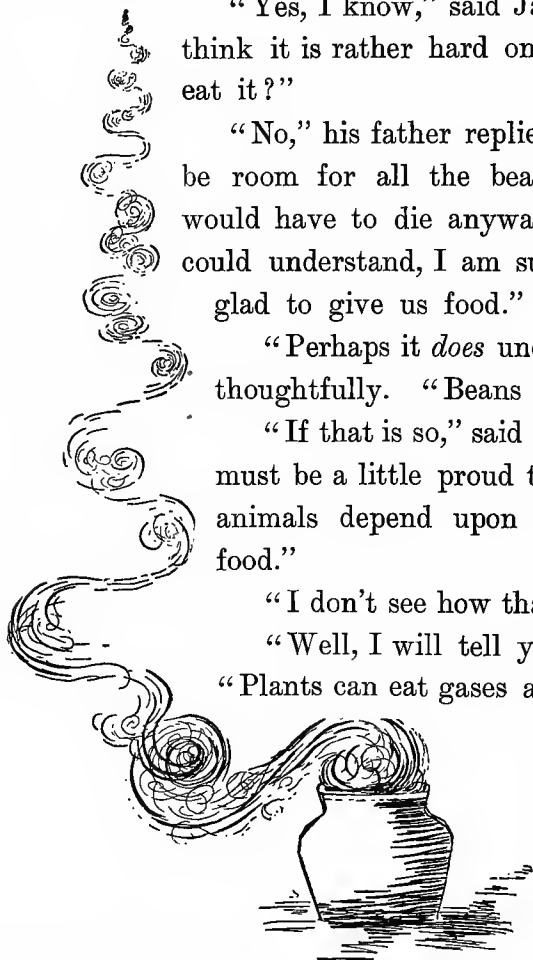 “Yes, I know,” said Ja
think it is rather hard on
eat it?”
“No,” his father replie
be room for all the bea
would have to die anywa
could understand, I am su
glad to give us food.”
“Perhaps it does und
thoughtfully. “Beans
“If that is so,” said
must be a little proud t
animals depend upon
food.”
“I don’t see how tha
“Well, I will tell y
“Plants can eat gases a